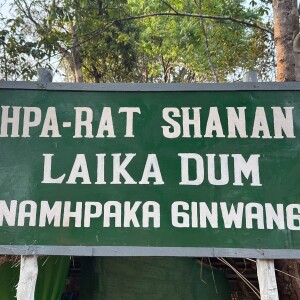 HPA-RAT SHANAN
LAIKA DUM
NAMHPAKA GINWANG